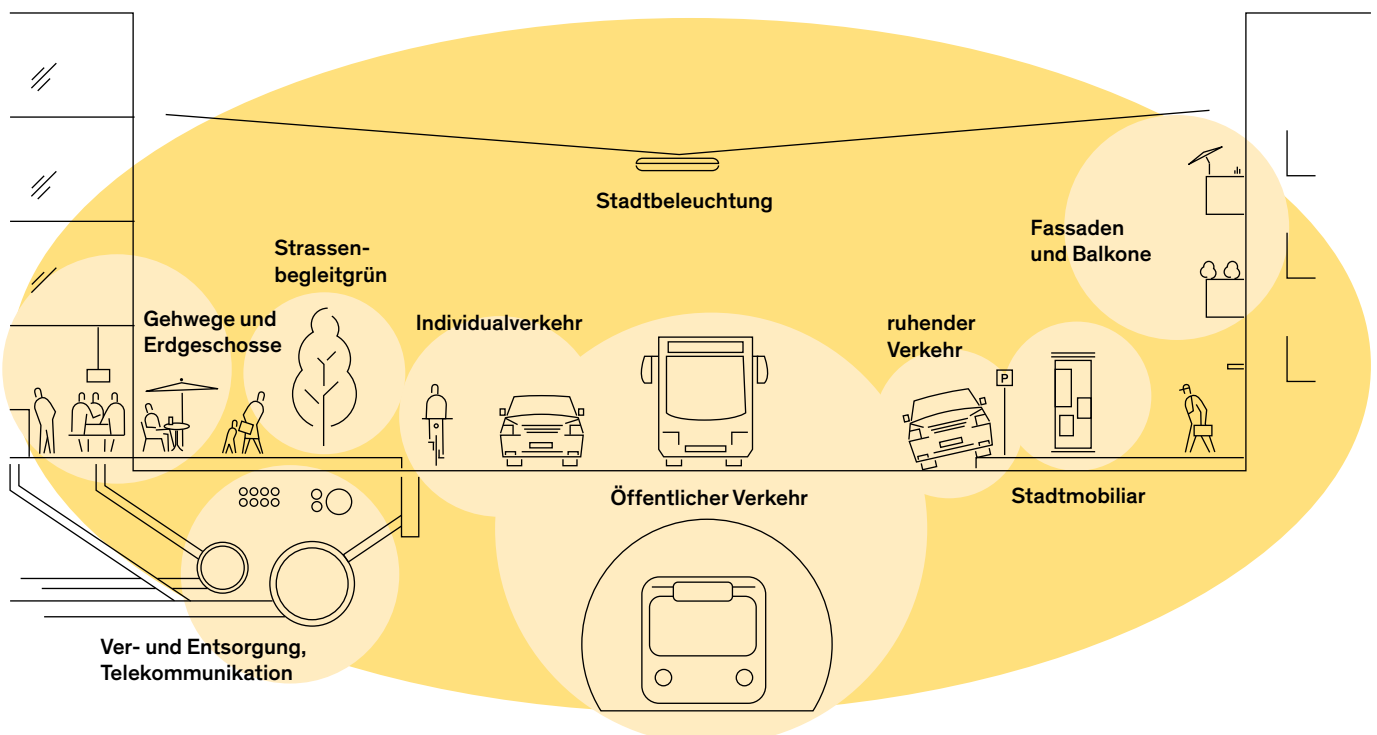 Stadtbeleuchtung
Strassen-
begleitgrün
Fassaden
und Balkone
Gehwege und
Erdgeschosse
Individualverkehr
ruhender
Verkehr
P
Öffentlicher Verkehr
Stadtmobiliar
Ver- und Entsorgung,
Telekommunikation